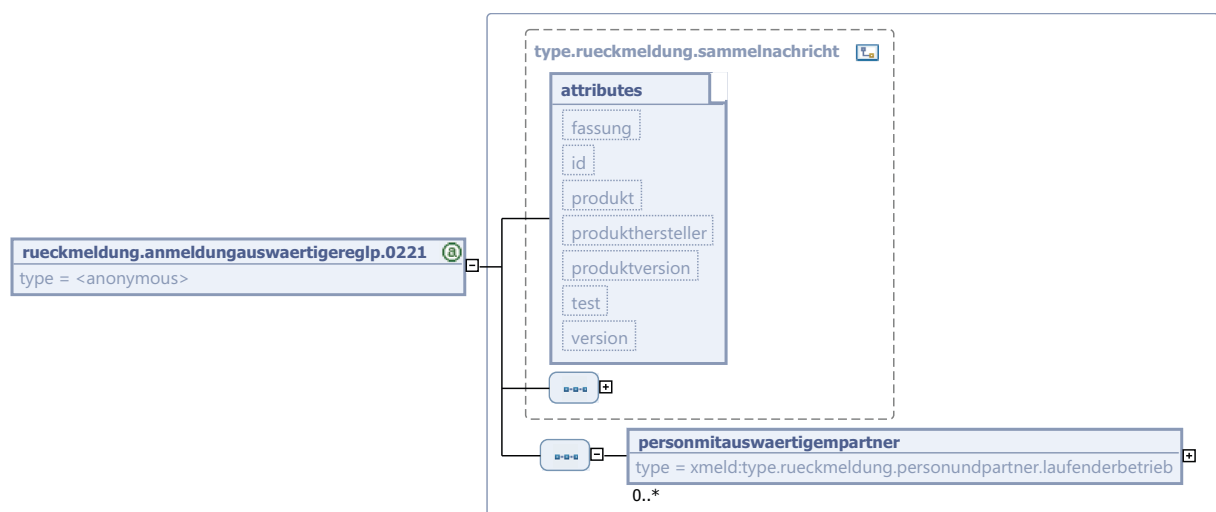 type.rueckmeldung.sammelnachricht
attributes
fassung
id
produkt
produkthersteller
produktversion
test
version
rueckmeldung.anmeldungauswaertigereglp.0221 @
type = <anonymous>
personmitauswaertigempartner
type = xmeld:type.rueckmeldung.personundpartner.laufenderbetrieb
0..*